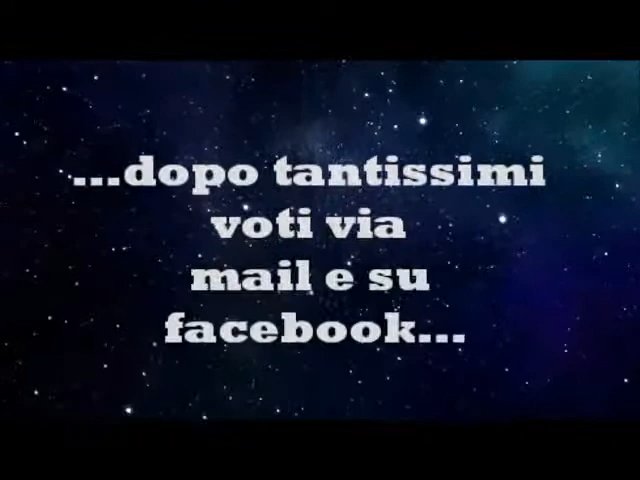 ...dopo tantissimi
voti via
mail e su
facebook...